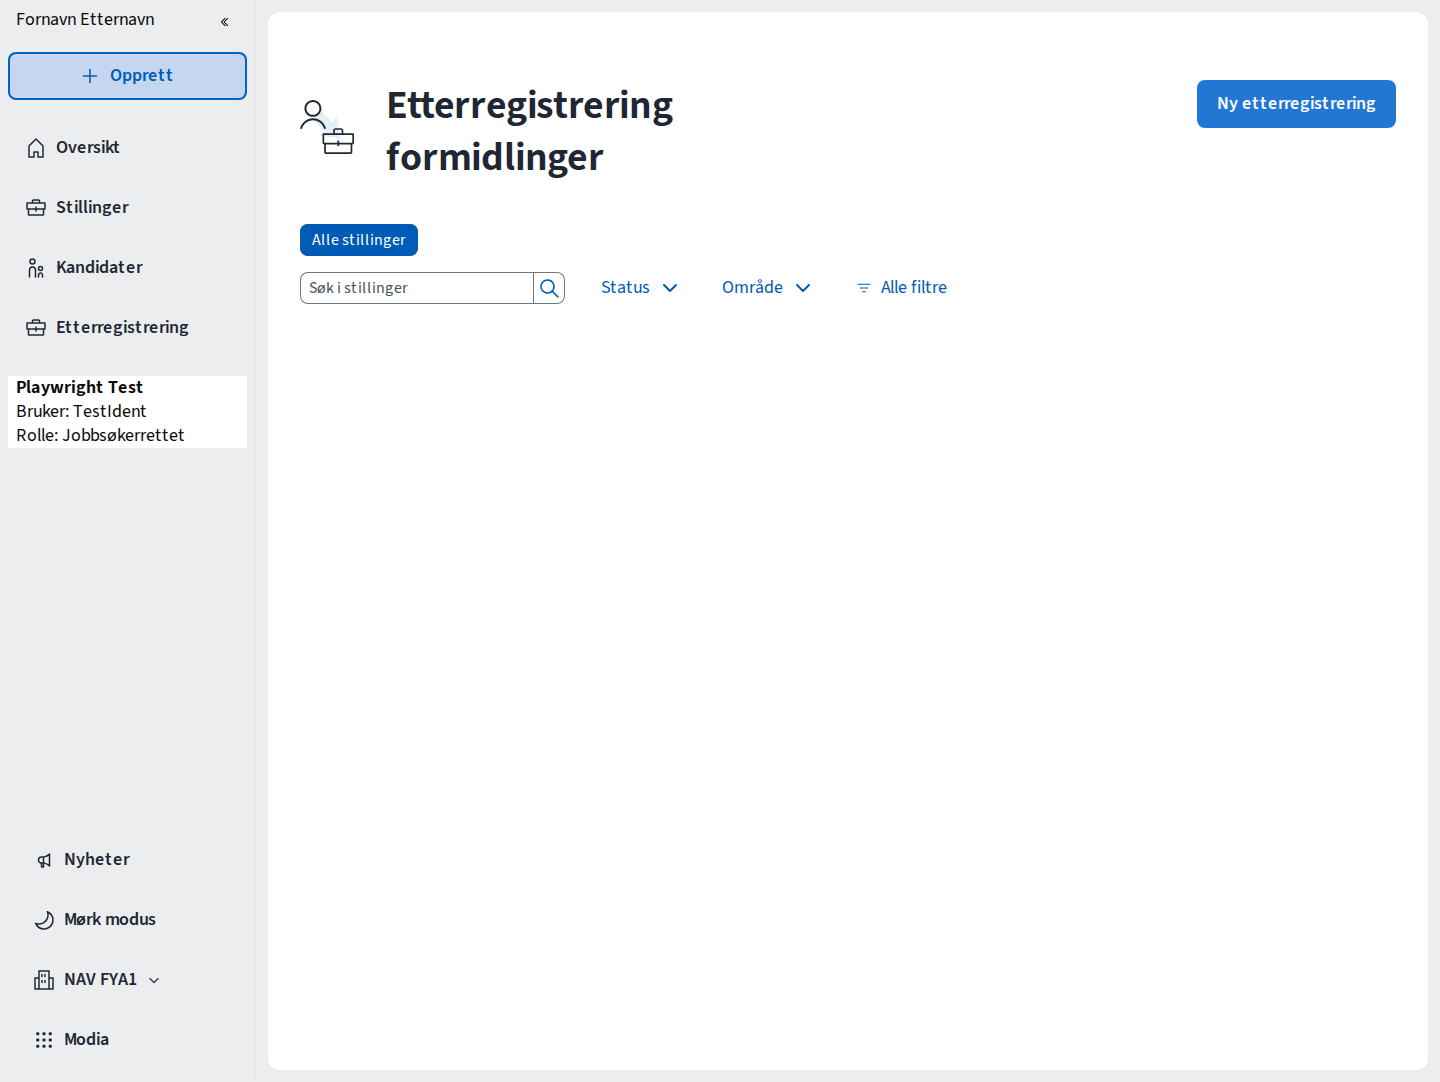 Fornavn Etternavn
Opprett
Oversikt
Stillinger
Kandidater
Etterregistrering
Playwright Test
Bruker: TestIdent
Rolle: Jobbsøkerrettet
Nyheter
Mørk modus
NAV FYA1
Modia
Etterregistrering
formidlinger
Ny etterregistrering
Alle stillinger
Søk i stillinger
Status
Område
Alle filtre